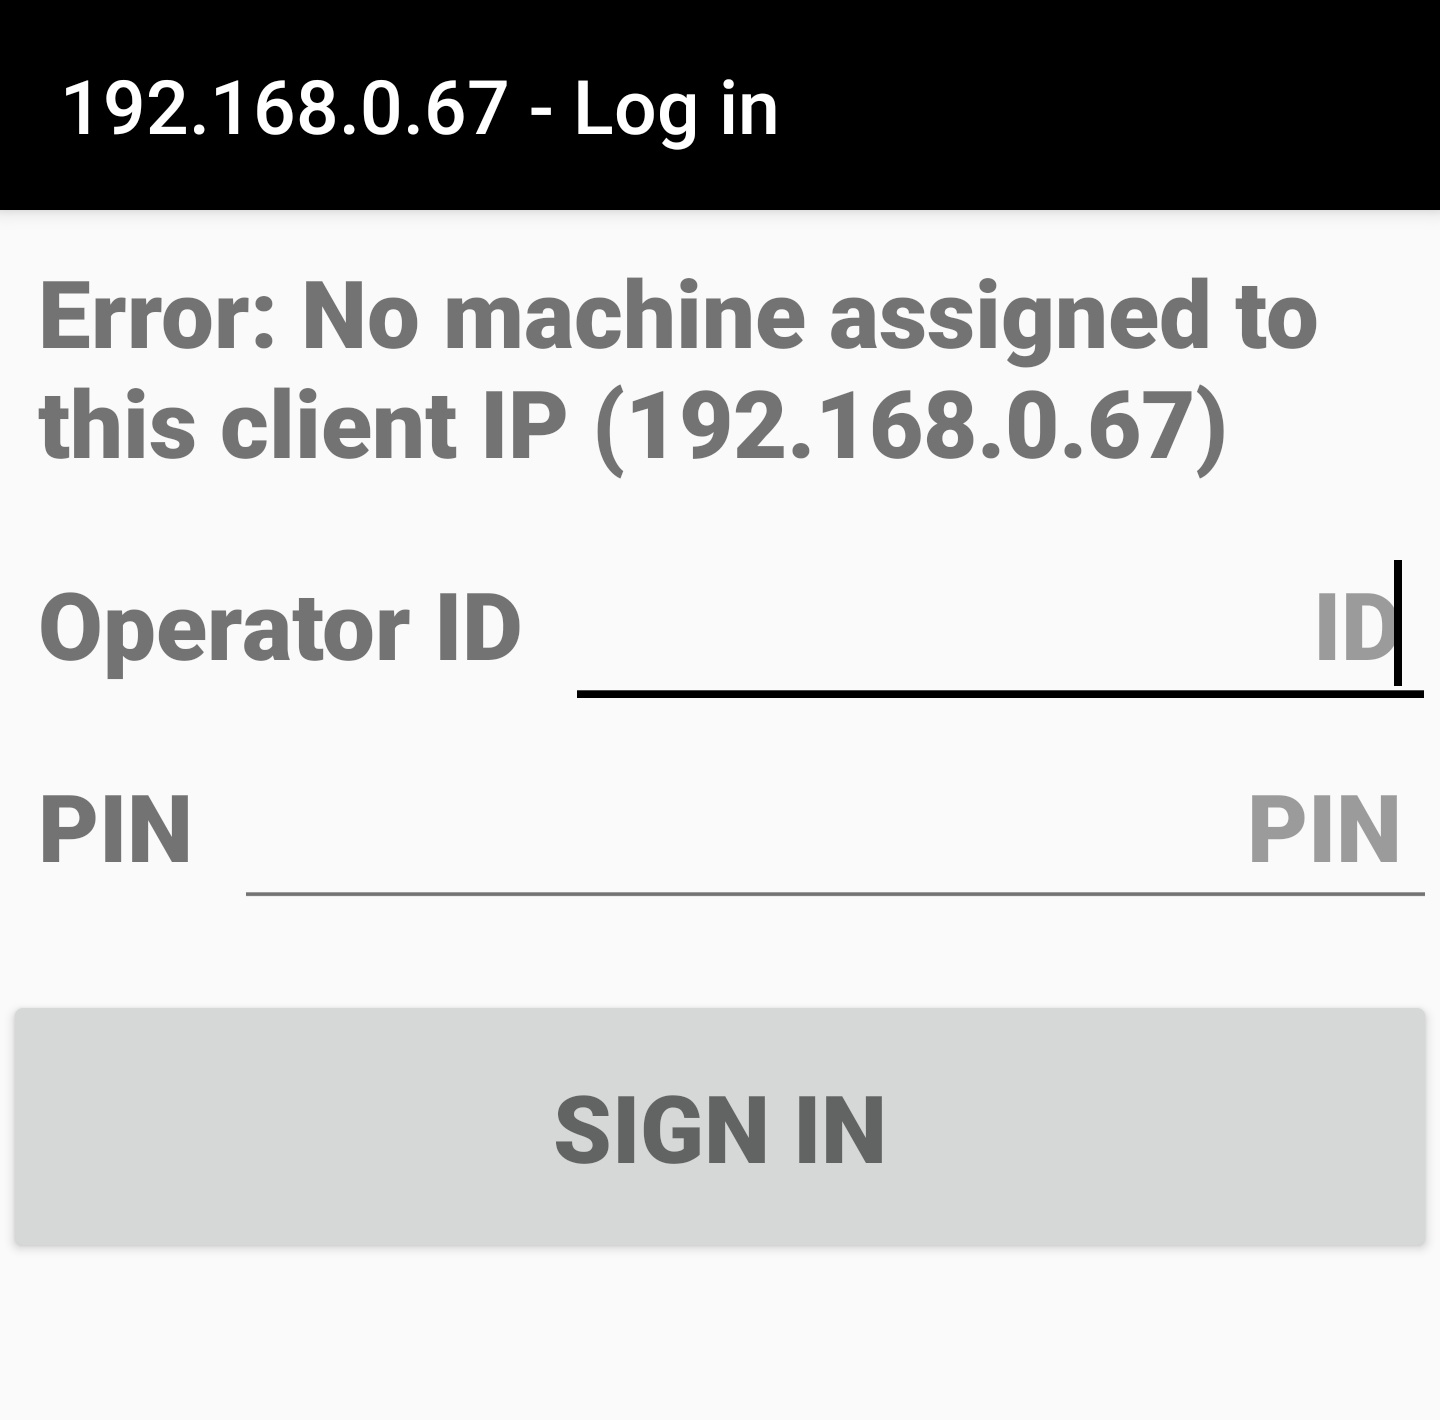 192.168.0.67 - Log in
Error: No machine assigned to
this client IP (192.168.0.67)
Operator ID ID
PIN PIN
SIGN IN